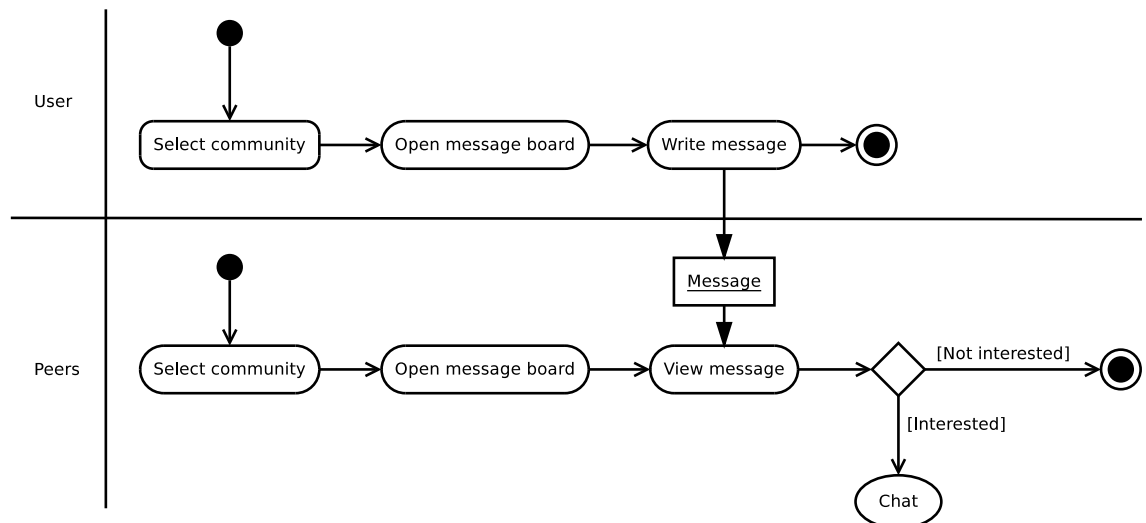 User
Select community
Open message board
Write message
Message
Peers
Select community
Open message board
View message
[Not interested]
[Interested]
Chat